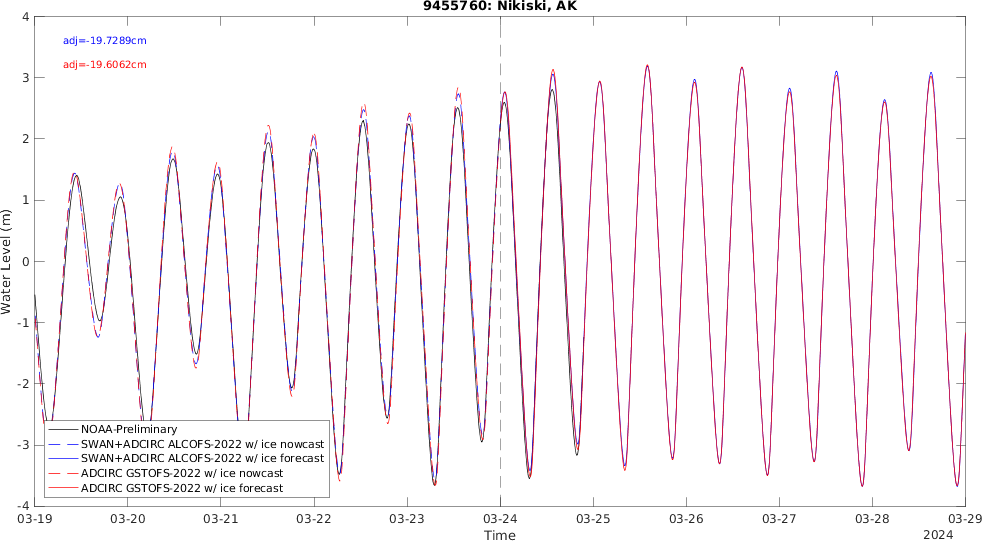 9455760: Nikiski, AK
adj=-19.7289cm
adj=-19.6062cm
Water Level (m)
4
3
2
1
0
-1
-2
-3
-4
NOAA-Preliminary
SWAN+ADCIRC ALCOFS-2022 w/ ice nowcast
SWAN+ADCIRC ALCOFS-2022 w/ ice forecast
ADCIRC GSTOFS-2022 w/ ice nowcast
ADCIRC GSTOFS-2022 w/ ice forecast
03-19 03-20 03-21 03-22 03-23 03-24 03-25 03-26 03-27 03-28 03-29
Time
2024